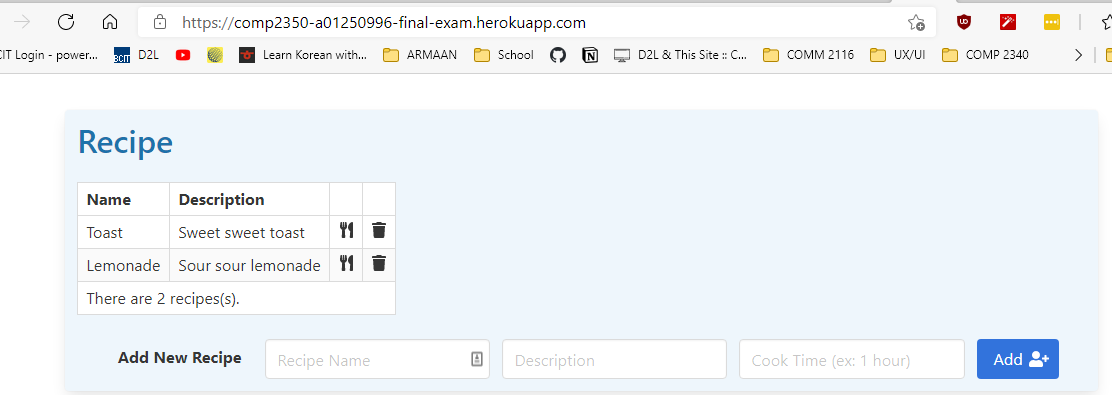 https://comp2350-a01250996-final-exam.herokuapp.com
CIT Login - power... BCIT D2L Learn Korean with... ARMAAN School D2L & This Site :: C... COMM 2116 UX/UI COMP 2340
Recipe
Name Description
Toast Sweet sweet toast
Lemonade Sour sour lemonade
There are 2 recipes(s).
Add New Recipe Recipe Name Description Cook Time (ex: 1 hour) Add